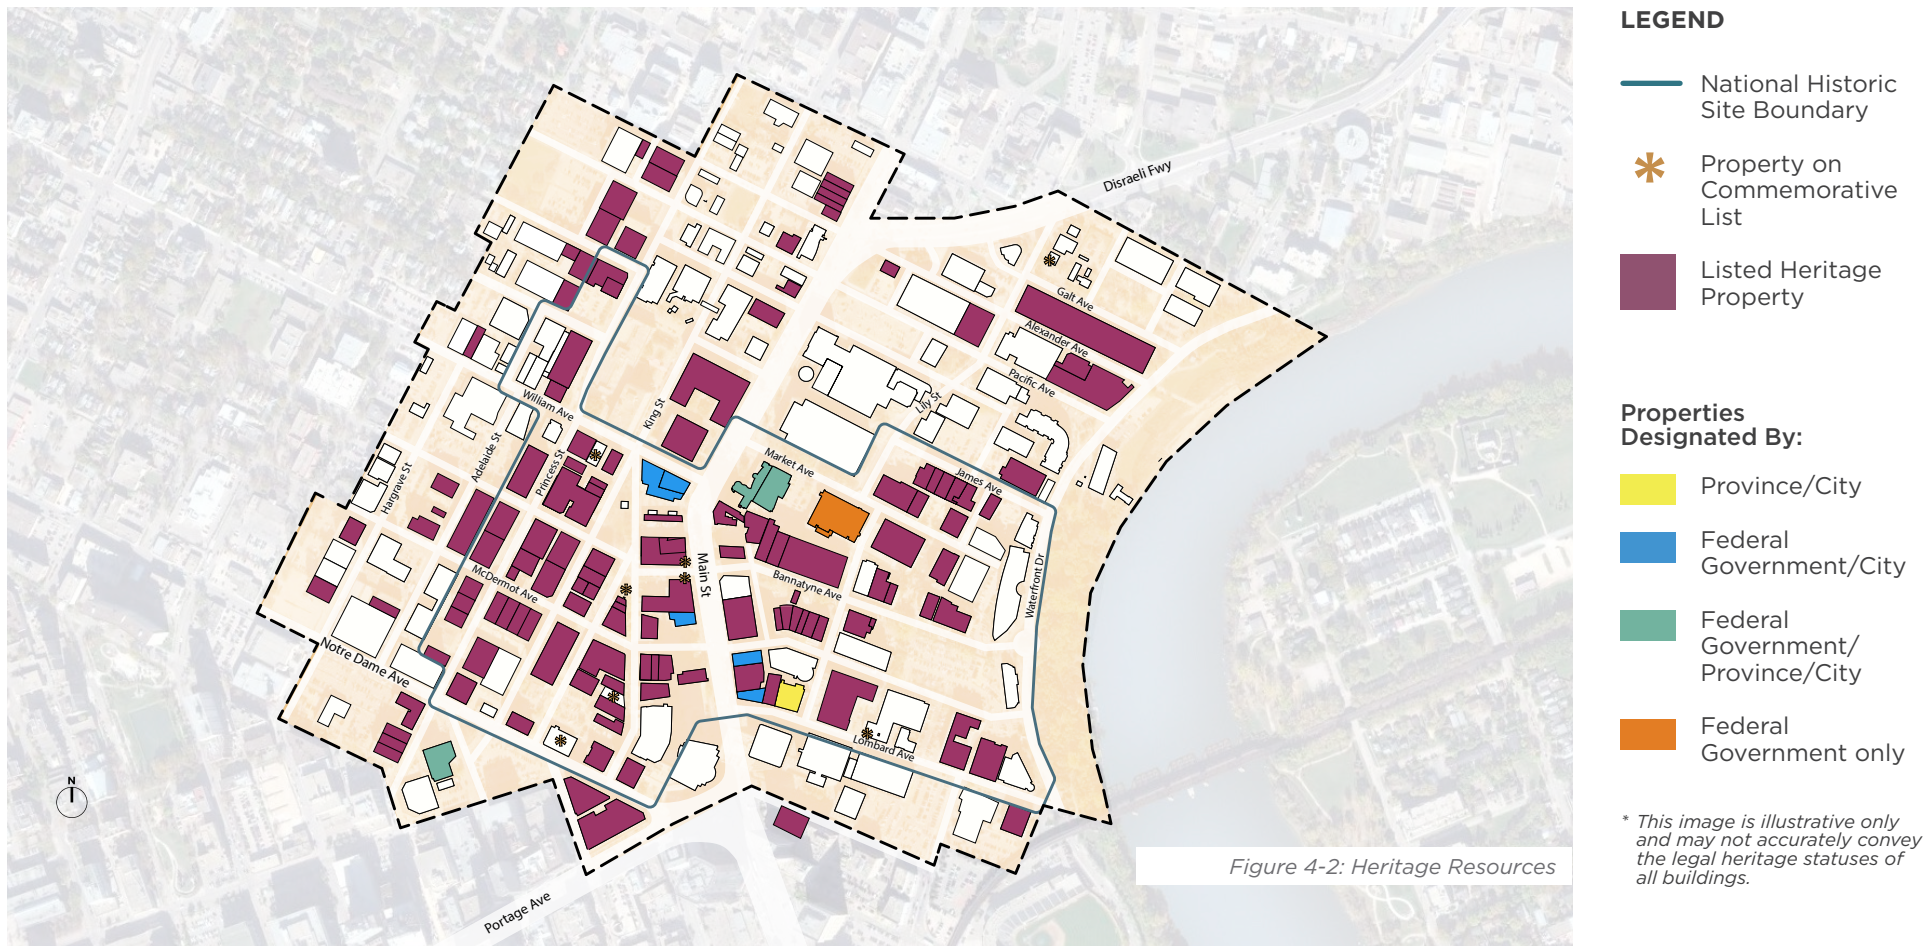 Disraeli Fwy
Galt Ave
Alexander Ave
Pacific Ave
Lily St
King St
William Ave
Princess St
Adelaide St
Hargrave St
Market Ave
James Ave
Main St
Bannatyne Ave
Waterfront Dr
McDermot Ave
Notre Dame Ave
Lombard Ave
Portage Ave
N
Figure 4-2: Heritage Resources
LEGEND
National Historic
Site Boundary
Property on
Commemorative
List
Listed Heritage
Property
Properties
Designated By:
Province/City
Federal
Government/City
Federal
Government/
Province/City
Federal
Government only
* This image is illustrative only
and may not accurately convey
the legal heritage statuses of
all buildings.